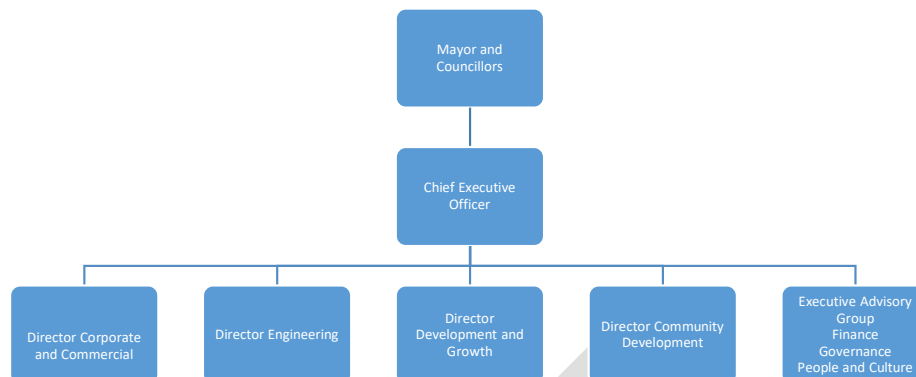 Mayor and
Councillors
Chief Executive
Officer
Director Corporate
and Commercial
Director Engineering
Director
Development and
Growth
Director Community
Development
Executive Advisory
Group
Finance
Governance
People and Culture